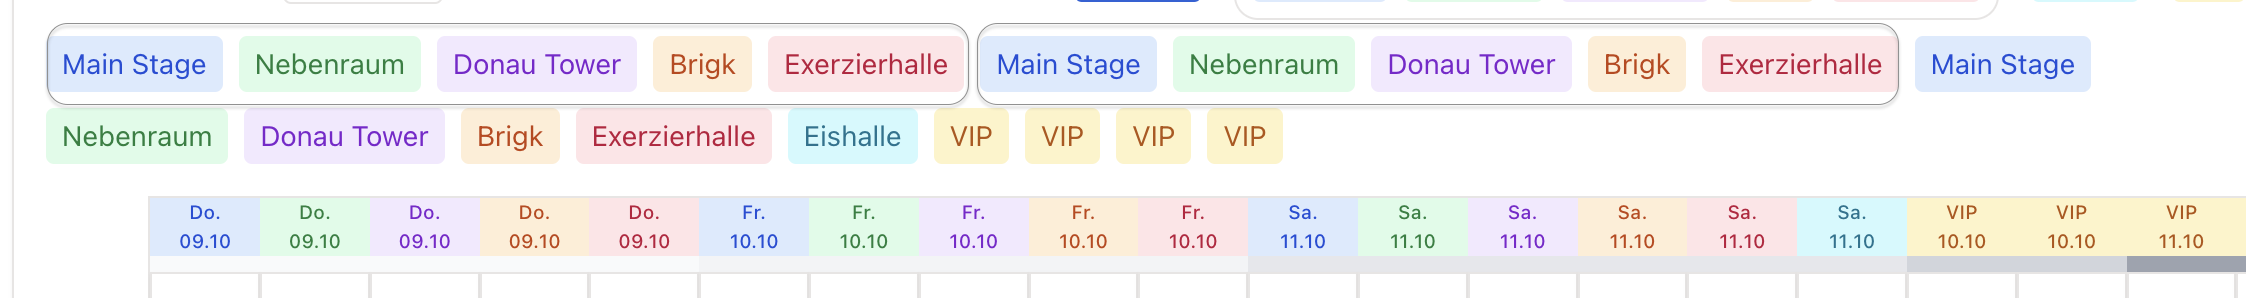 Main Stage Nebenraum Donau Tower Brigk Exerzierhalle Main Stage Nebenraum Donau Tower Brigk Exerzierhalle Main Stage
Nebenraum Donau Tower Brigk Exerzierhalle Eishalle VIP VIP VIP VIP
Do. Do. Do. Do. Do. Fr. Fr. Fr. Fr. Fr. Sa. Sa. Sa. Sa. Sa. Sa. VIP VIP VIP
09.10 09.10 09.10 09.10 09.10 10.10 10.10 10.10 10.10 10.10 11.10 11.10 11.10 11.10 11.10 11.10 10.10 10.10 11.10